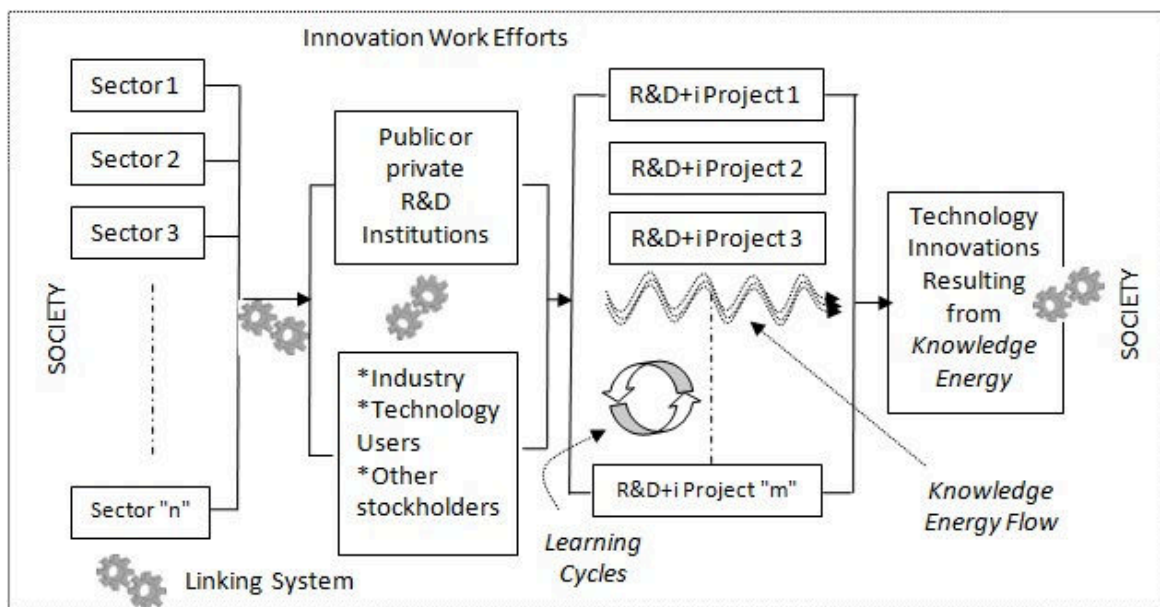 Innovation Work Efforts
SOCIETY
Sector 1
Sector 2
Sector 3
Sector "n"
Linking System
Public or
private
R&D
Institutions
*Industry
*Technology
Users
*Other
stockholders
R&D+i Project 1
R&D+i Project 2
R&D+i Project 3
R&D+i Project "m"
Learning
Cycles
Knowledge
Energy Flow
Technology
Innovations
Resulting
from
Knowledge
Energy
SOCIETY